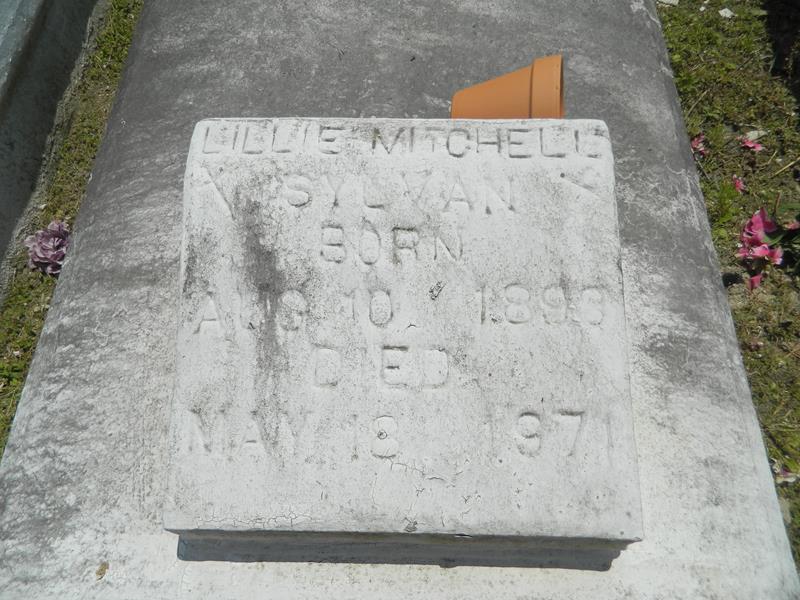 LILLIE MITCHELL
SYLVAN
BORN
AUG 10, 1898
DIED
MAY 18 1971